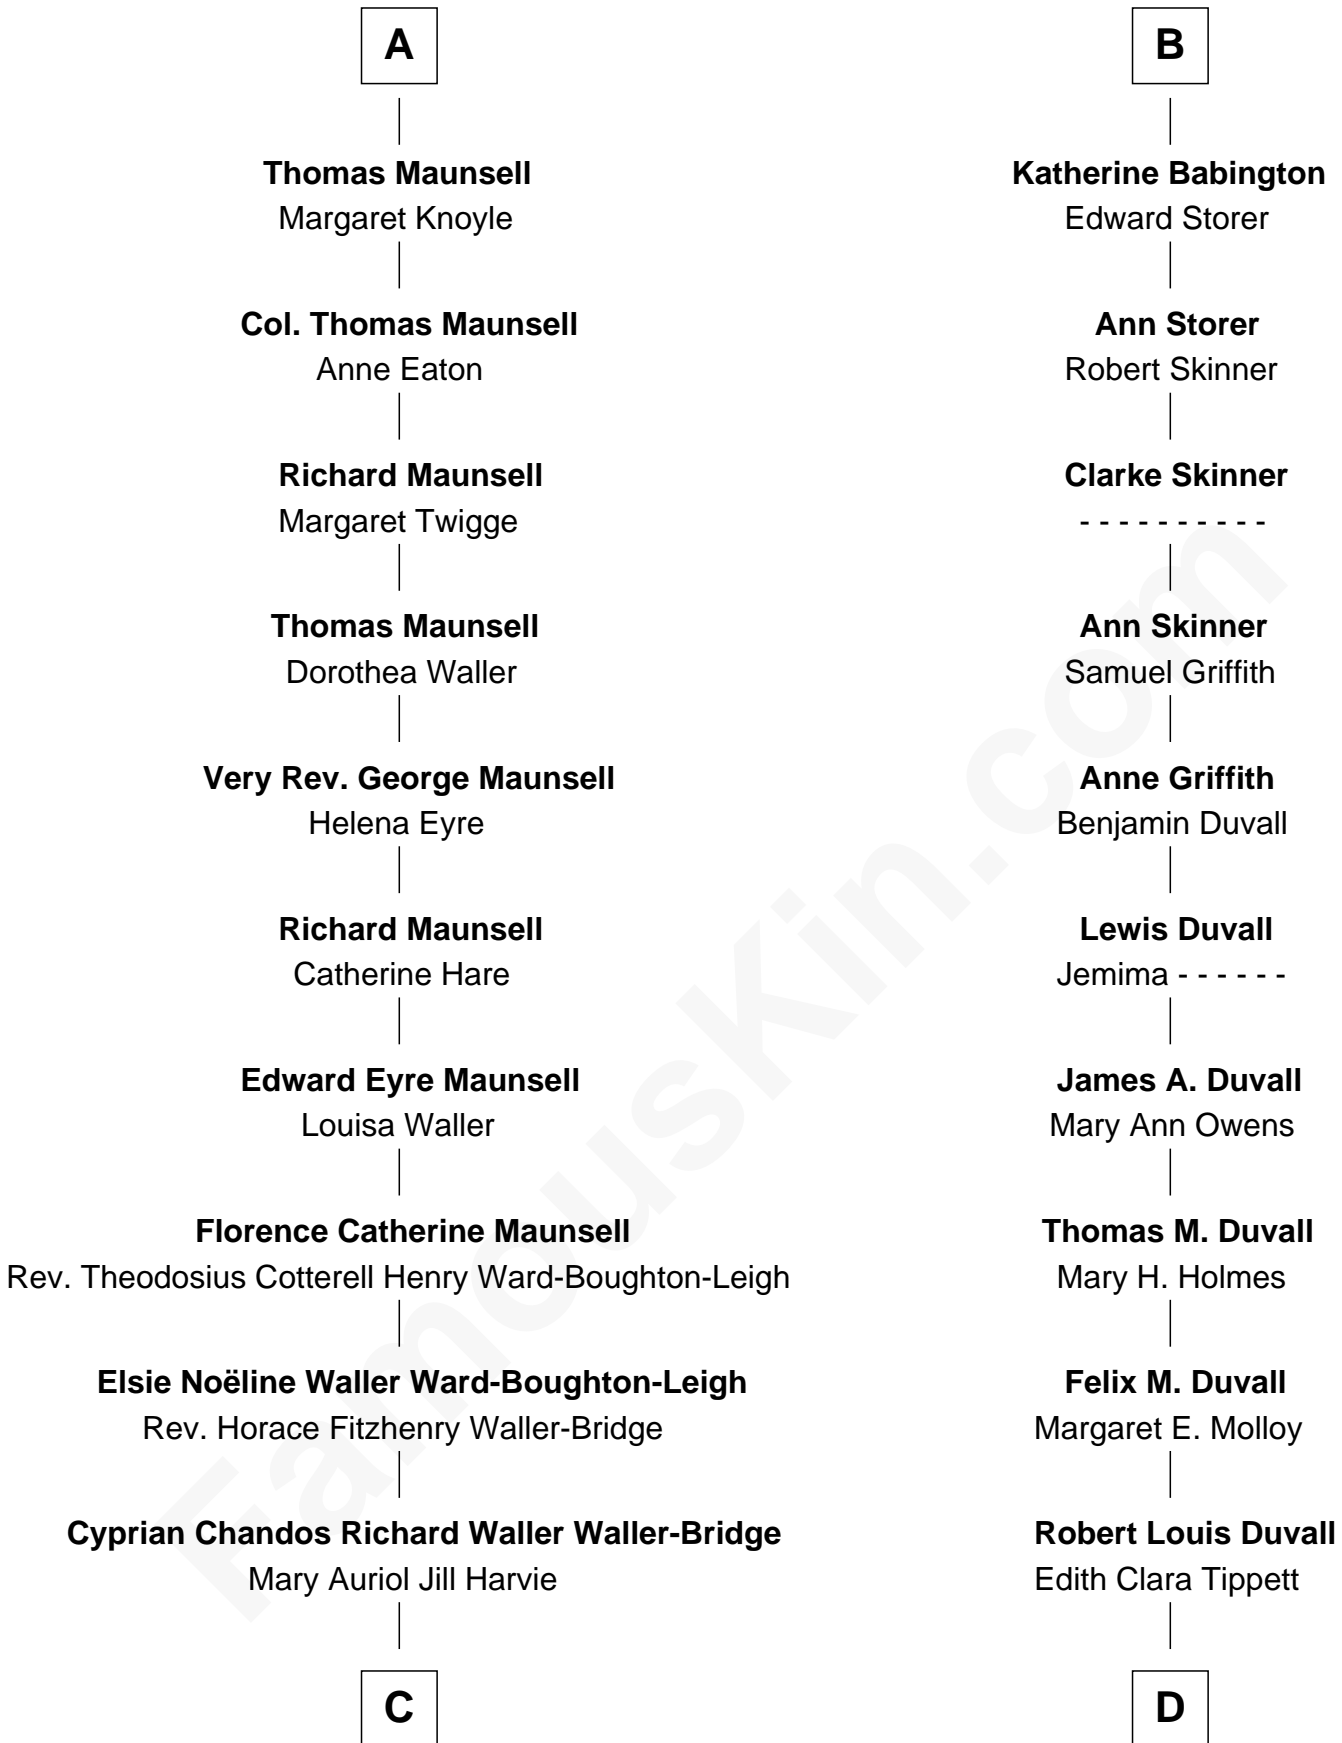 A
Thomas Maunsell
Margaret Knoyle
Col. Thomas Maunsell
Anne Eaton
Richard Maunsell
Margaret Twigge
Thomas Maunsell
Dorothea Waller
Very Rev. George Maunsell
Helena Eyre
Richard Maunsell
Catherine Hare
Edward Eyre Maunsell
Louisa Waller
Florence Catherine Maunsell
Rev. Theodosius Cotterell Henry Ward-Boughton-Leigh
Elsie Noëline Waller Ward-Boughton-Leigh
Rev. Horace Fitzhenry Waller-Bridge
Cyprian Chandos Richard Waller Waller-Bridge
Mary Auriol Jill Harvie
C
B
Katherine Babington
Edward Storer
Ann Storer
Robert Skinner
Clarke Skinner
- - - - - - - - - -
Ann Skinner
Samuel Griffith
Anne Griffith
Benjamin Duvall
Lewis Duvall
Jemima - - - - - -
James A. Duvall
Mary Ann Owens
Thomas M. Duvall
Mary H. Holmes
Felix M. Duvall
Margaret E. Molloy
Robert Louis Duvall
Edith Clara Tippett
D
FamousKin.com